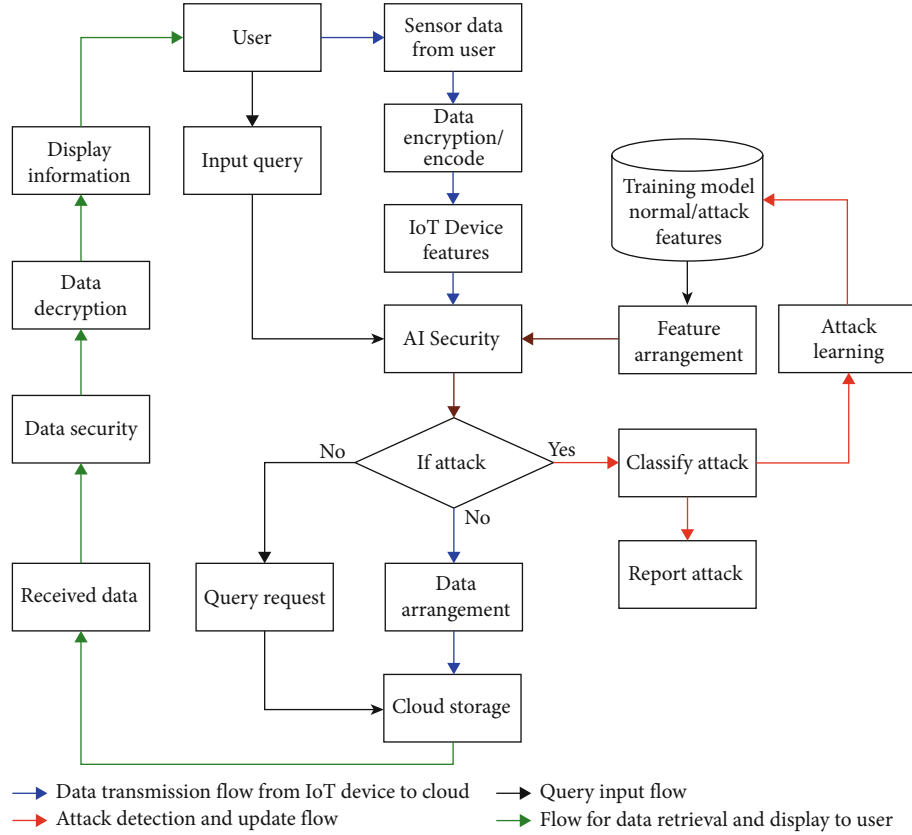 User
Sensor data
from user
Data
encryption/
encode
Display
information
Input query
Training model
normal/attack
features
IoT Device
features
Data
decryption
AI Security
Feature
arrangement
Attack
learning
Data security
No
If attack
Yes
Classify attack
No
Received data
Query request
Data
arrangement
Report attack
Cloud storage
Data transmission flow from IoT device to cloud
Query input flow
Attack detection and update flow
Flow for data retrieval and display to user